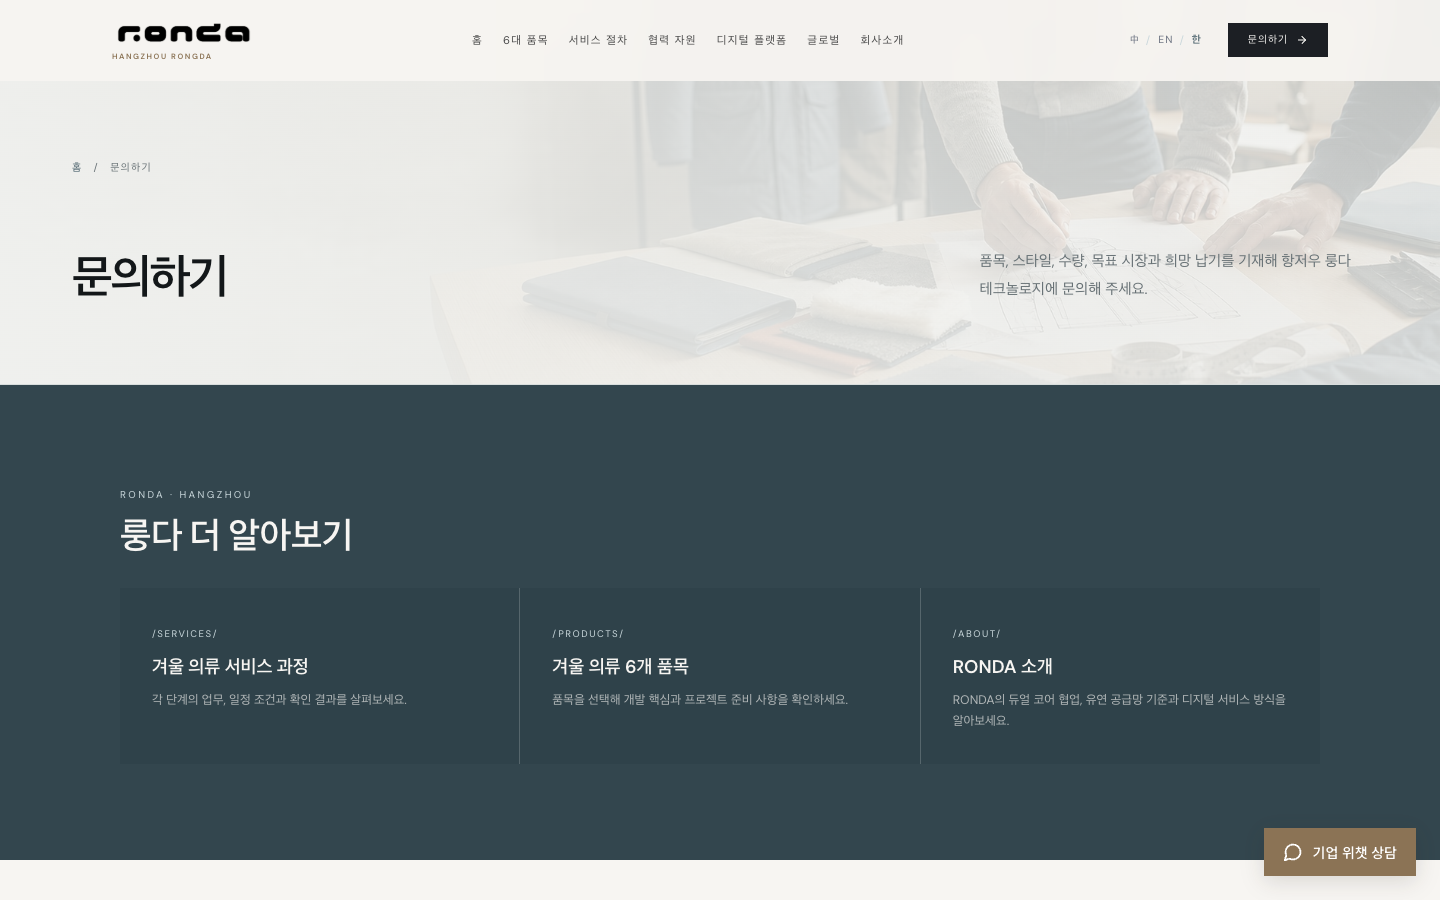 ronda
HANGZHOU RONGDA
홈 6대 품목 서비스 절차 협력 자원 디지털 플랫폼 글로벌 회사소개
中 / EN / 한
문의하기 →
홈 / 문의하기
문의하기
품목, 스타일, 수량, 목표 시장과 희망 납기를 기재해 항저우 룽다
테크놀로지에 문의해 주세요.
RONDA · HANGZHOU
룽다 더 알아보기
/SERVICES/
겨울 의류 서비스 과정
각 단계의 업무, 일정 조건과 확인 결과를 살펴보세요.
/PRODUCTS/
겨울 의류 6개 품목
품목을 선택해 개발 핵심과 프로젝트 준비 사항을 확인하세요.
/ABOUT/
RONDA 소개
RONDA의 듀얼 코어 협업, 유연 공급망 기준과 디지털 서비스 방식을
알아보세요.
기업 위챗 상담